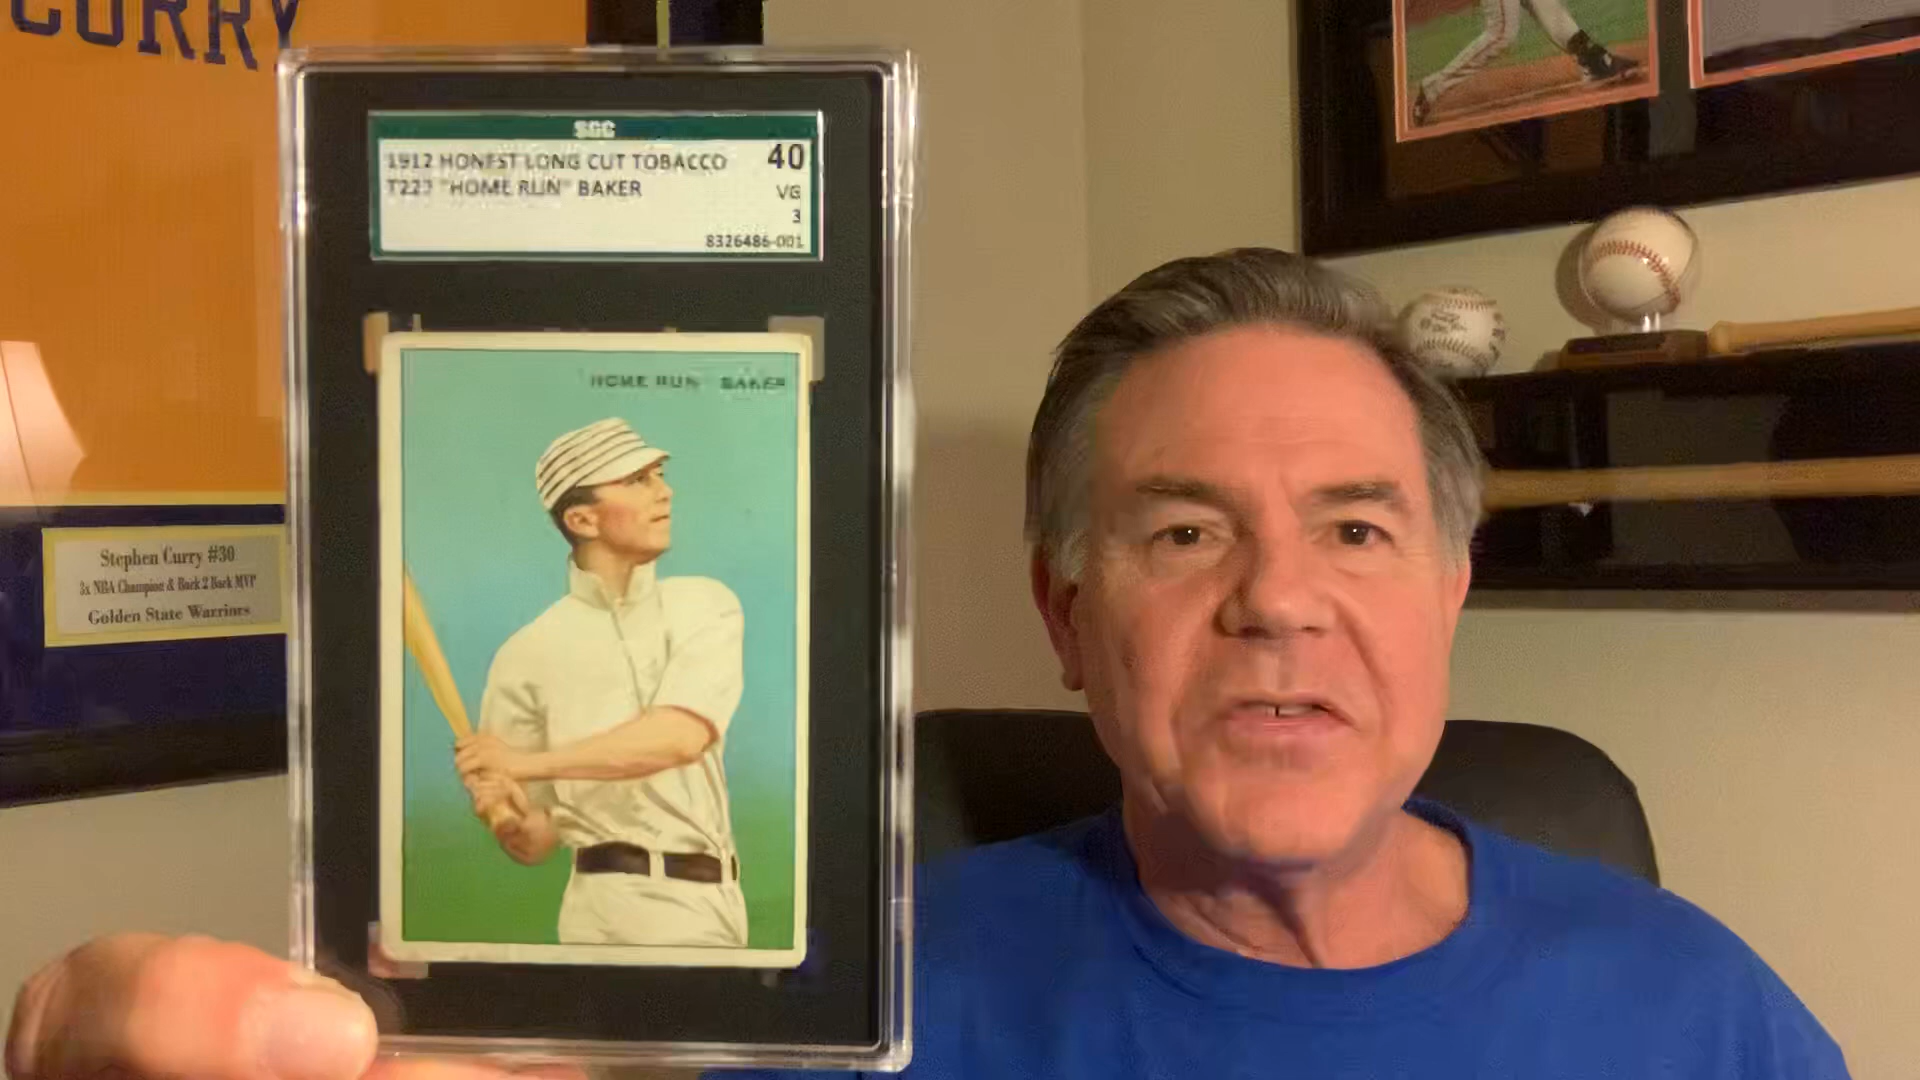 CURRY
SGC
1912 HONEST LONG CUT TOBACCO
40
T227 "HOME RUN" BAKER
VG
3
8326486-001
HOME RUN BAKER
Stephen Curry #30
3x NBA Champion & Back 2 Back MVP
Golden State Warriors